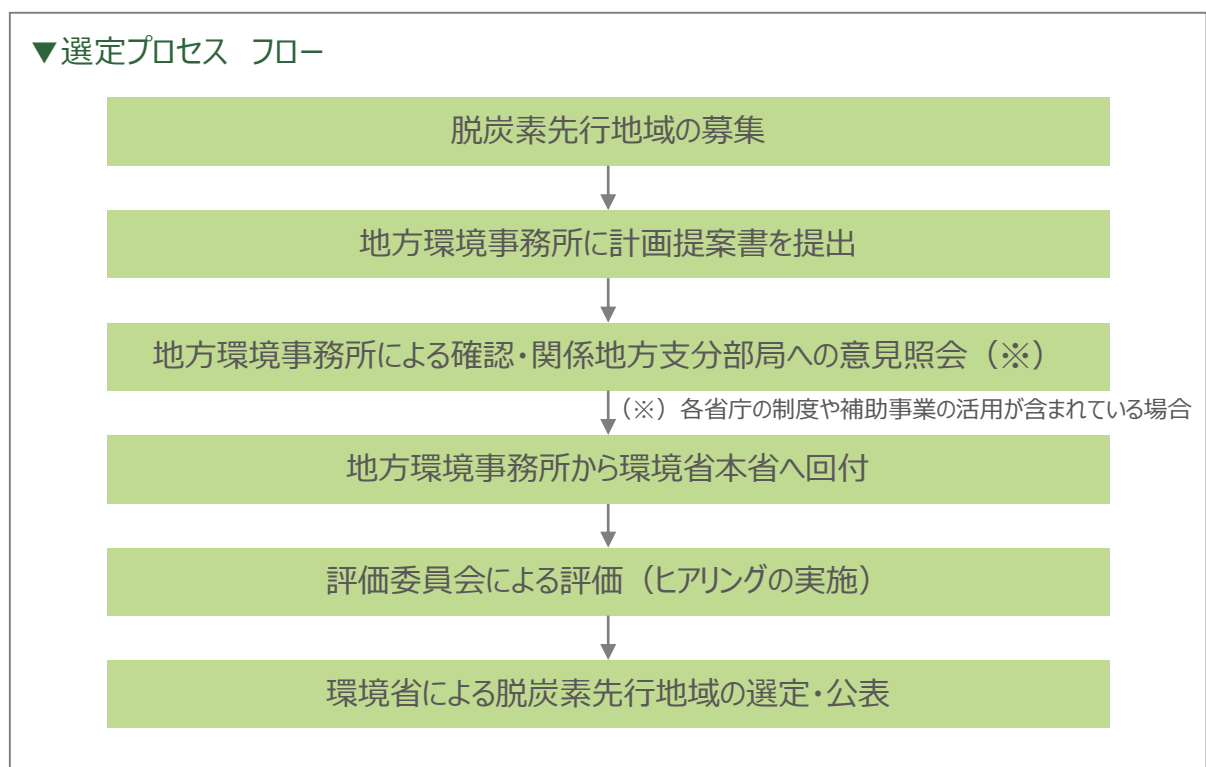 ▼選定プロセス　フロー
脱炭素先行地域の募集
地方環境事務所に計画提案書を提出
地方環境事務所による確認・関係地方支分部局への意見照会（※）
（※）各省庁の制度や補助事業の活用が含まれている場合
地方環境事務所から環境省本省へ回付
評価委員会による評価（ヒアリングの実施）
環境省による脱炭素先行地域の選定・公表